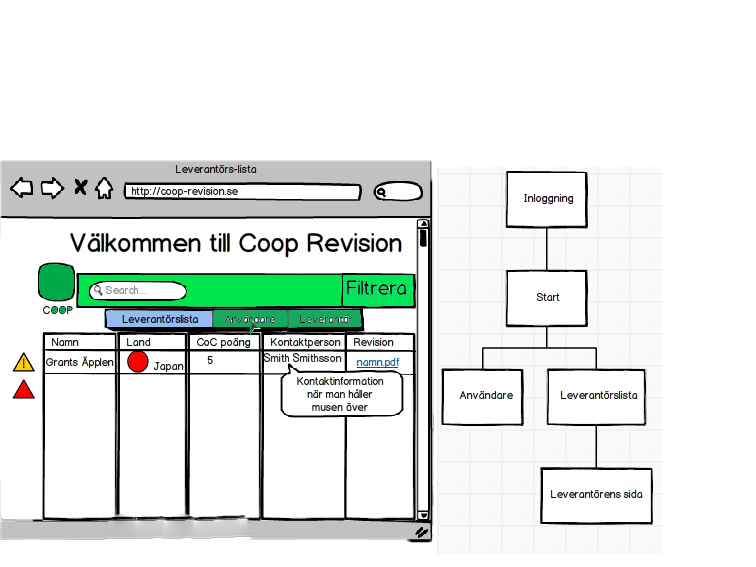 Leverantörs-lista
http://coop-revision.se
Välkommen till Coop Revision
Search...
Filtrera
COOP
Leverantörslista
Användare
Leverantör
Namn
Land
CoC poäng
Kontaktperson
Revision
Grants Äpplen
Japan
5
Smith Smithsson
namn.pdf
Kontaktinformation
när man håller
musen över
Inloggning
Start
Användare
Leverantörslista
Leverantörens sida